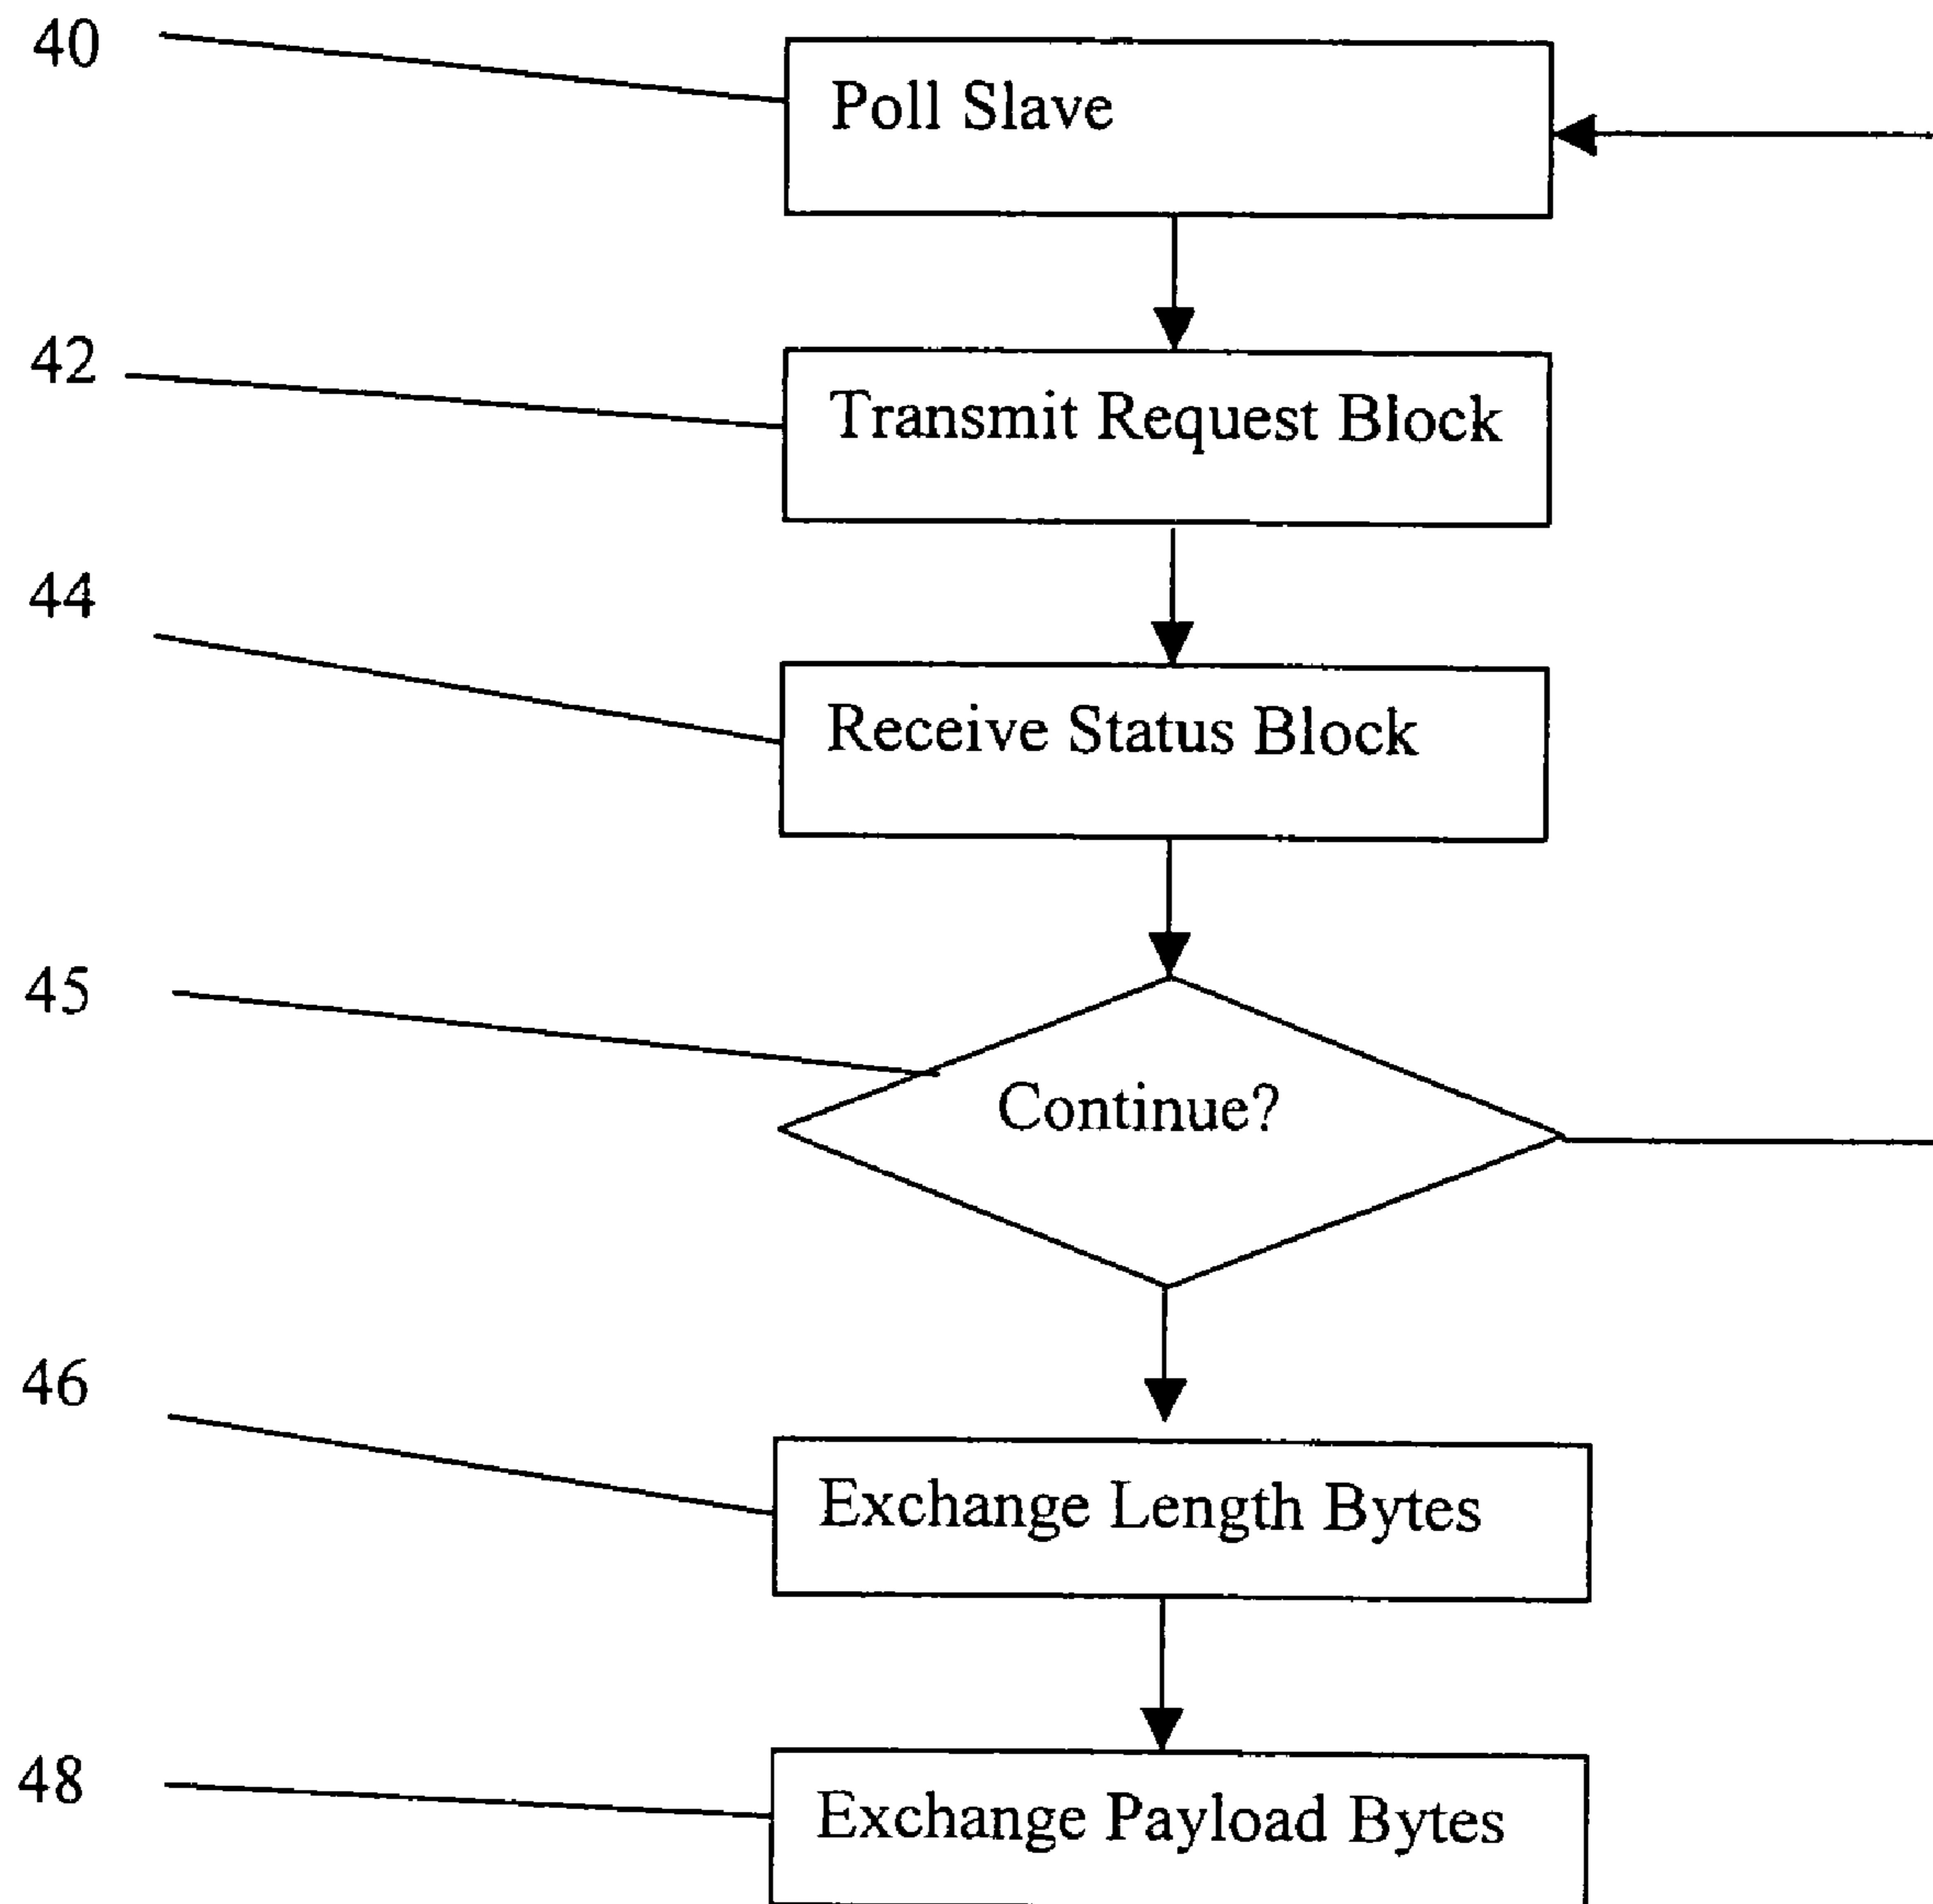 40
Poll Slave
42
Transmit Request Block
44
Receive Status Block
45
Continue?
46
Exchange Length Bytes
48
Exchange Payload Bytes